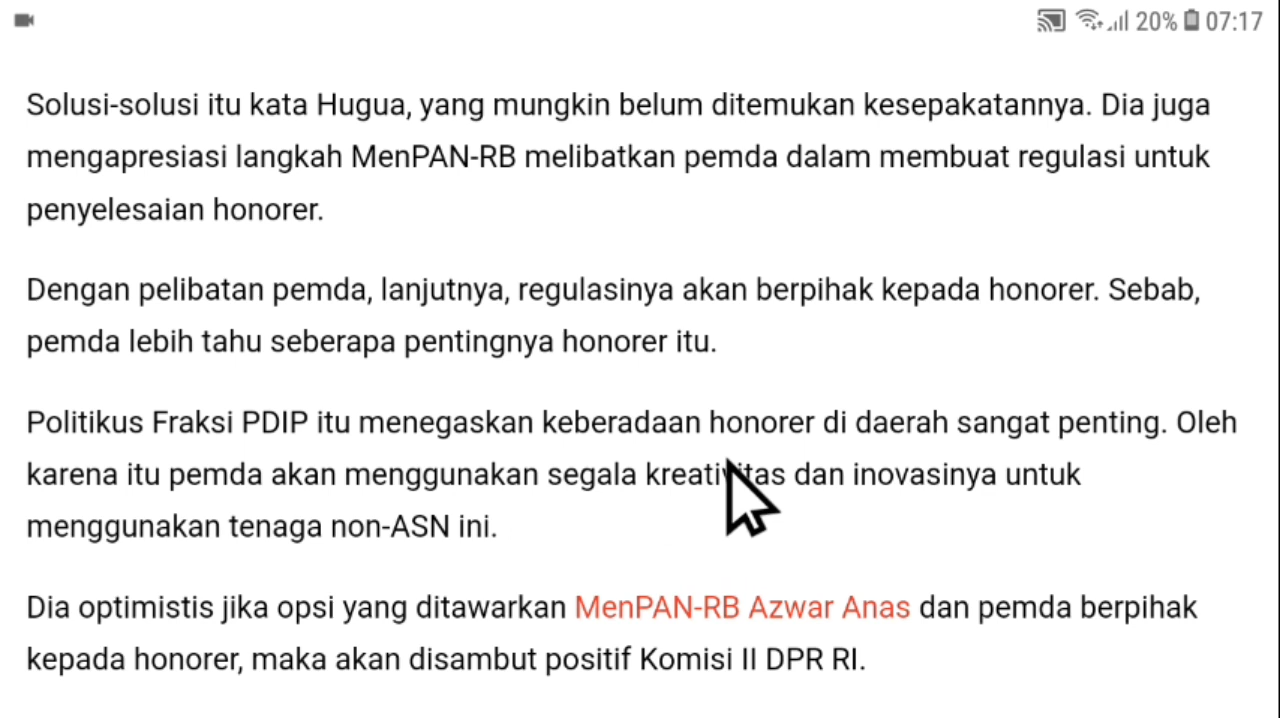 20% 07:17
Solusi-solusi itu kata Hugua, yang mungkin belum ditemukan kesepakatannya. Dia juga
mengapresiasi langkah MenPAN-RB melibatkan pemda dalam membuat regulasi untuk
penyelesaian honorer.
Dengan pelibatan pemda, lanjutnya, regulasinya akan berpihak kepada honorer. Sebab,
pemda lebih tahu seberapa pentingnya honorer itu.
Politikus Fraksi PDIP itu menegaskan keberadaan honorer di daerah sangat penting. Oleh
karena itu pemda akan menggunakan segala kreativitas dan inovasinya untuk
menggunakan tenaga non-ASN ini.
Dia optimistis jika opsi yang ditawarkan MenPAN-RB Azwar Anas dan pemda berpihak
kepada honorer, maka akan disambut positif Komisi II DPR RI.